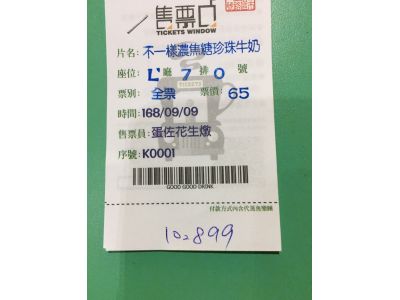 售票口
TICKETS WINDOW
片名: 不一樣濃焦糖珍珠牛奶
座位: L 廳 7 排 0 號
票別: 全票 票價: 65
時間: 168/09/09
售票員: 蛋佐花生燉
序號: K0001
GOOD GOOD DRINK
10,899